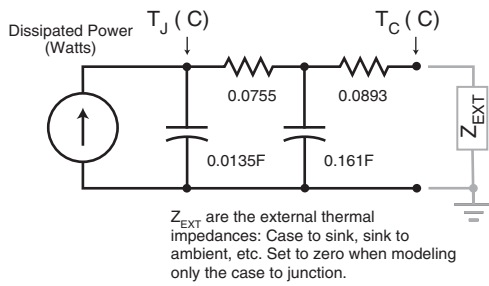 Dissipated Power
(Watts)
T_J ( C)
T_C ( C)
0.0755
0.0893
0.0135F
0.161F
Z_EXT
Z_EXT are the external thermal
impedances: Case to sink, sink to
ambient, etc. Set to zero when modeling
only the case to junction.